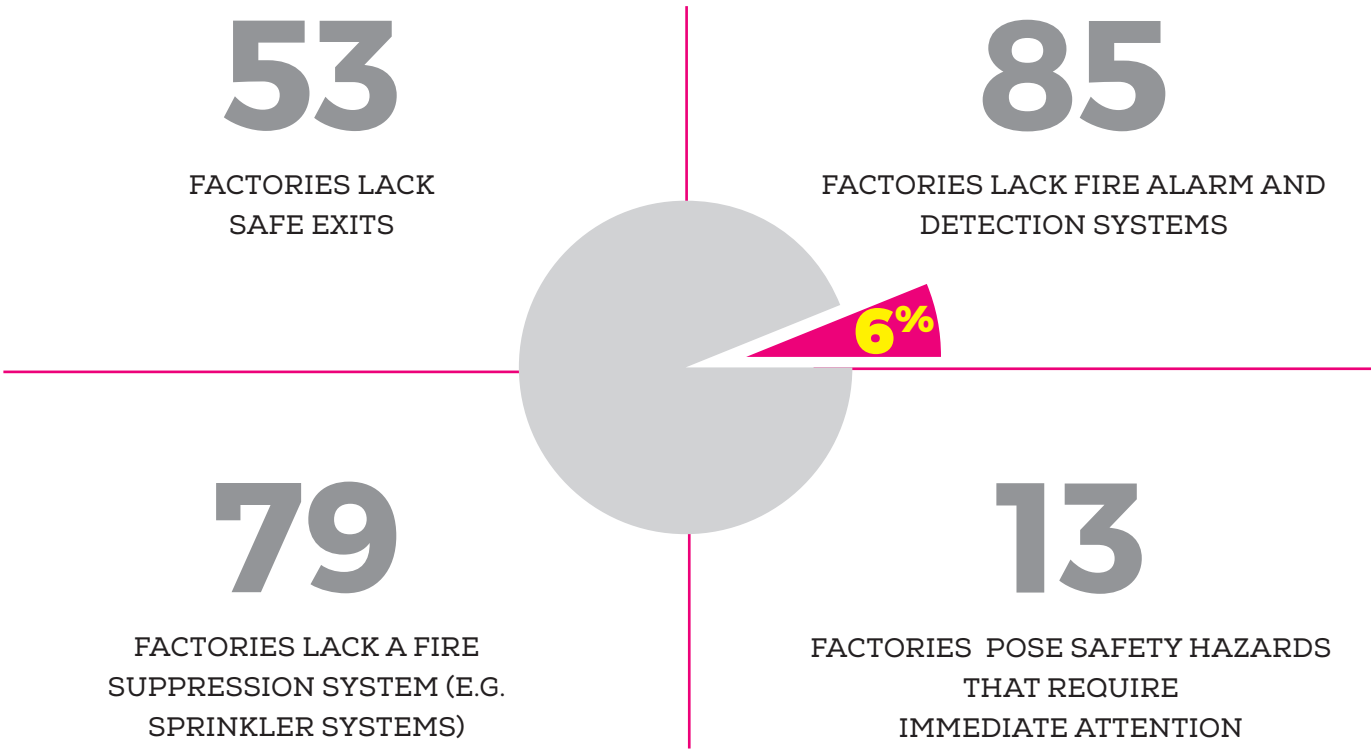 53
FACTORIES LACK
SAFE EXITS
85
FACTORIES LACK FIRE ALARM AND
DETECTION SYSTEMS
6%
79
FACTORIES LACK A FIRE
SUPPRESSION SYSTEM (E.G.
SPRINKLER SYSTEMS)
13
FACTORIES POSE SAFETY HAZARDS
THAT REQUIRE
IMMEDIATE ATTENTION